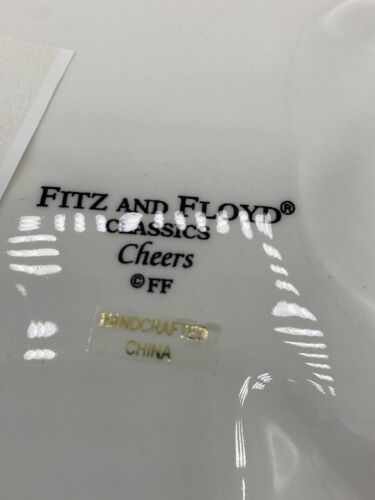 FITZ AND FLOYD®
CLASSICS
Cheers
©FF
HANDCRAFTED
CHINA